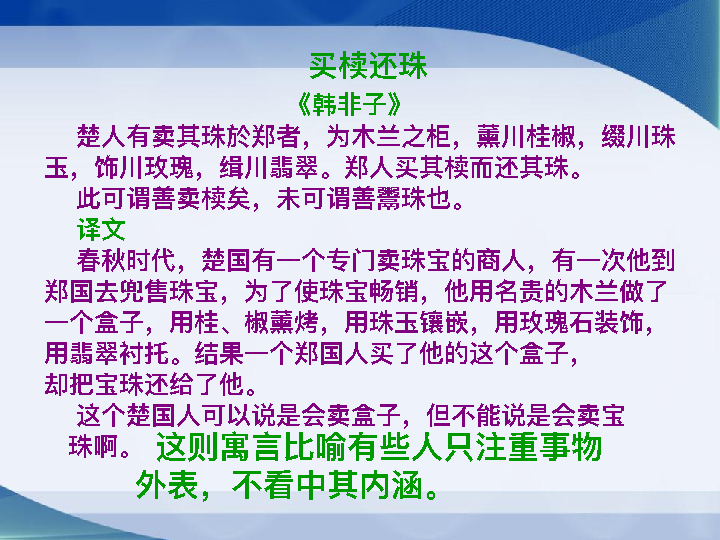 买椟还珠
《韩非子》
楚人有卖其珠於郑者，为木兰之柜，薰川桂椒，缀川珠
玉，饰川玫瑰，缉川翡翠。郑人买其椟而还其珠。
此可谓善卖椟矣，未可谓善鬻珠也。
译文
春秋时代，楚国有一个专门卖珠宝的商人，有一次他到
郑国去兜售珠宝，为了使珠宝畅销，他用名贵的木兰做了
一个盒子，用桂、椒薰烤，用珠玉镶嵌，用玫瑰石装饰，
用翡翠衬托。结果一个郑国人买了他的这个盒子，
却把宝珠还给了他。
这个楚国人可以说是会卖盒子，但不能说是会卖宝
珠啊。 这则寓言比喻有些人只注重事物
外表，不看中其内涵。